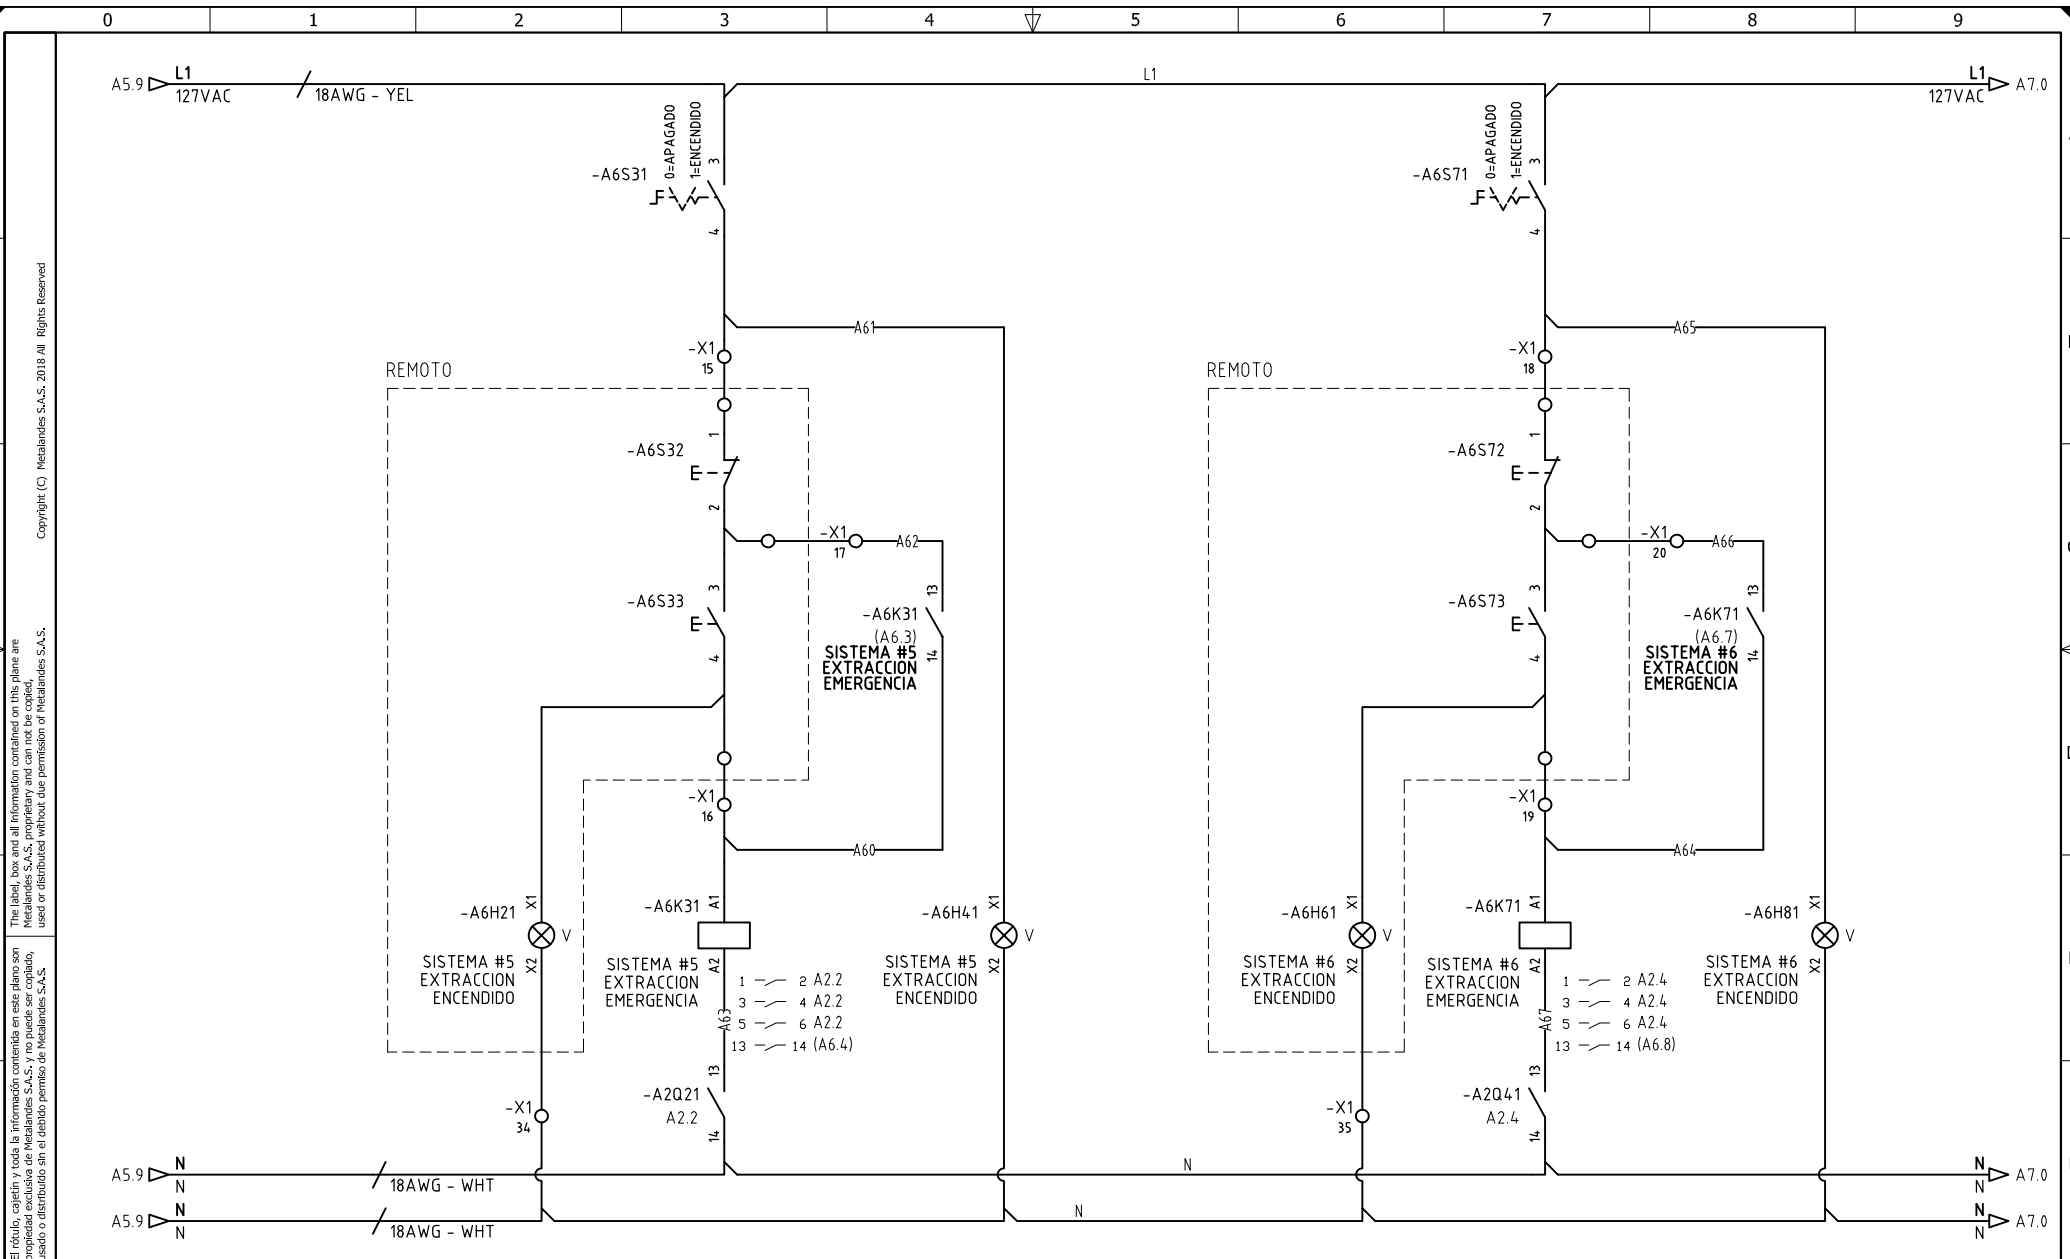 0 1 2 3 4 5 6 7 8 9
A5.9 L1 L1 L1 A7.0
127VAC 18AWG - YEL 127VAC
0=APAGADO
1=ENCENDIDO
-A6S31
3
4
0=APAGADO
1=ENCENDIDO
-A6S71
3
4
A61
A65
-X1
15
-X1
18
REMOTO
REMOTO
1
-A6S32
2
1
-A6S72
2
-X1
17
A62
-X1
20
A66
3
-A6S33
4
13
-A6K31
(A6.3)
14
SISTEMA #5
EXTRACCION
EMERGENCIA
3
-A6S73
4
13
-A6K71
(A6.7)
14
SISTEMA #6
EXTRACCION
EMERGENCIA
-X1
16
-X1
19
A60
A64
X1
-A6H21
V
X2
SISTEMA #5
EXTRACCION
ENCENDIDO
A1
-A6K31
A2
SISTEMA #5
EXTRACCION
EMERGENCIA
1 2 A2.2
3 4 A2.2
5 6 A2.2
13 14 (A6.4)
A63
X1
-A6H41
V
X2
SISTEMA #5
EXTRACCION
ENCENDIDO
X1
-A6H61
V
X2
SISTEMA #6
EXTRACCION
ENCENDIDO
A1
-A6K71
A2
SISTEMA #6
EXTRACCION
EMERGENCIA
1 2 A2.4
3 4 A2.4
5 6 A2.4
13 14 (A6.8)
A67
X1
-A6H81
V
X2
SISTEMA #6
EXTRACCION
ENCENDIDO
-X1
34
13
-A2Q21
A2.2
14
-X1
35
13
-A2Q41
A2.4
14
A5.9 N N N A7.0
N 18AWG - WHT N
A5.9 N N N A7.0
N 18AWG - WHT N
Copyright (C) Metalandes S.A.S. 2018 All Rights Reserved
The label, box and all information contained on this plane are
Metalandes S.A.S. proprietary and can not be copied,
used or distributed without due permission of Metalandes S.A.S.
El rótulo, cajetín y toda la información contenida en este plano son
propiedad exclusiva de Metalandes S.A.S. y no puede ser copiado,
usado o distribuido sin el debido permiso de Metalandes S.A.S.